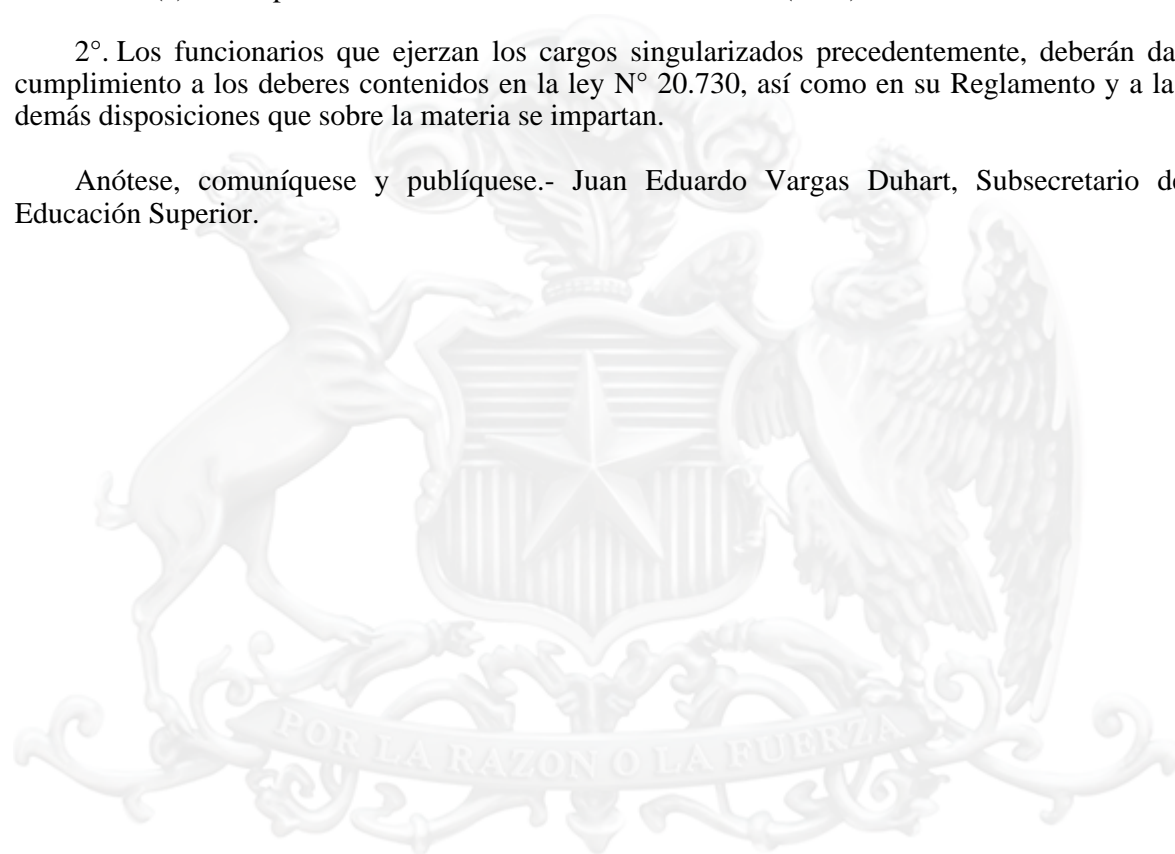 2°. Los funcionarios que ejerzan los cargos singularizados precedentemente, deberán da
cumplimiento a los deberes contenidos en la ley N° 20.730, así como en su Reglamento y a la
demás disposiciones que sobre la materia se impartan.
Anótese, comuníquese y publíquese.- Juan Eduardo Vargas Duhart, Subsecretario de
Educación Superior.
POR LA RAZON O LA FUERZA